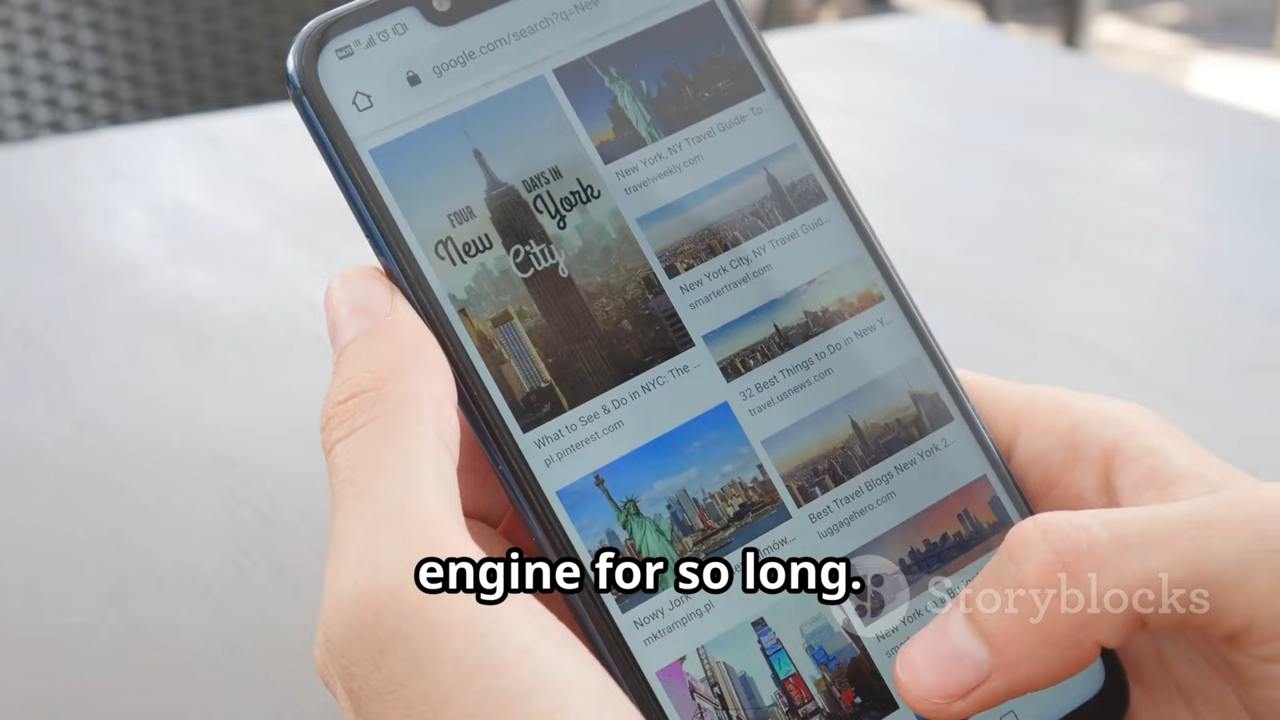 google.com/search?q=New
FOUR
DAYS IN
New York
City
What to See & Do in NYC: The ...
pl.pinterest.com
New York, NY Travel Guide- To...
travelweekly.com
New York City, NY Travel Guid...
smartertravel.com
32 Best Things to Do in New Y...
travel.usnews.com
Best Travel Blogs New York 2...
luggagehero.com
Nowy Jork
mktramping.pl
New York on a
engine for so long.
Storyblocks